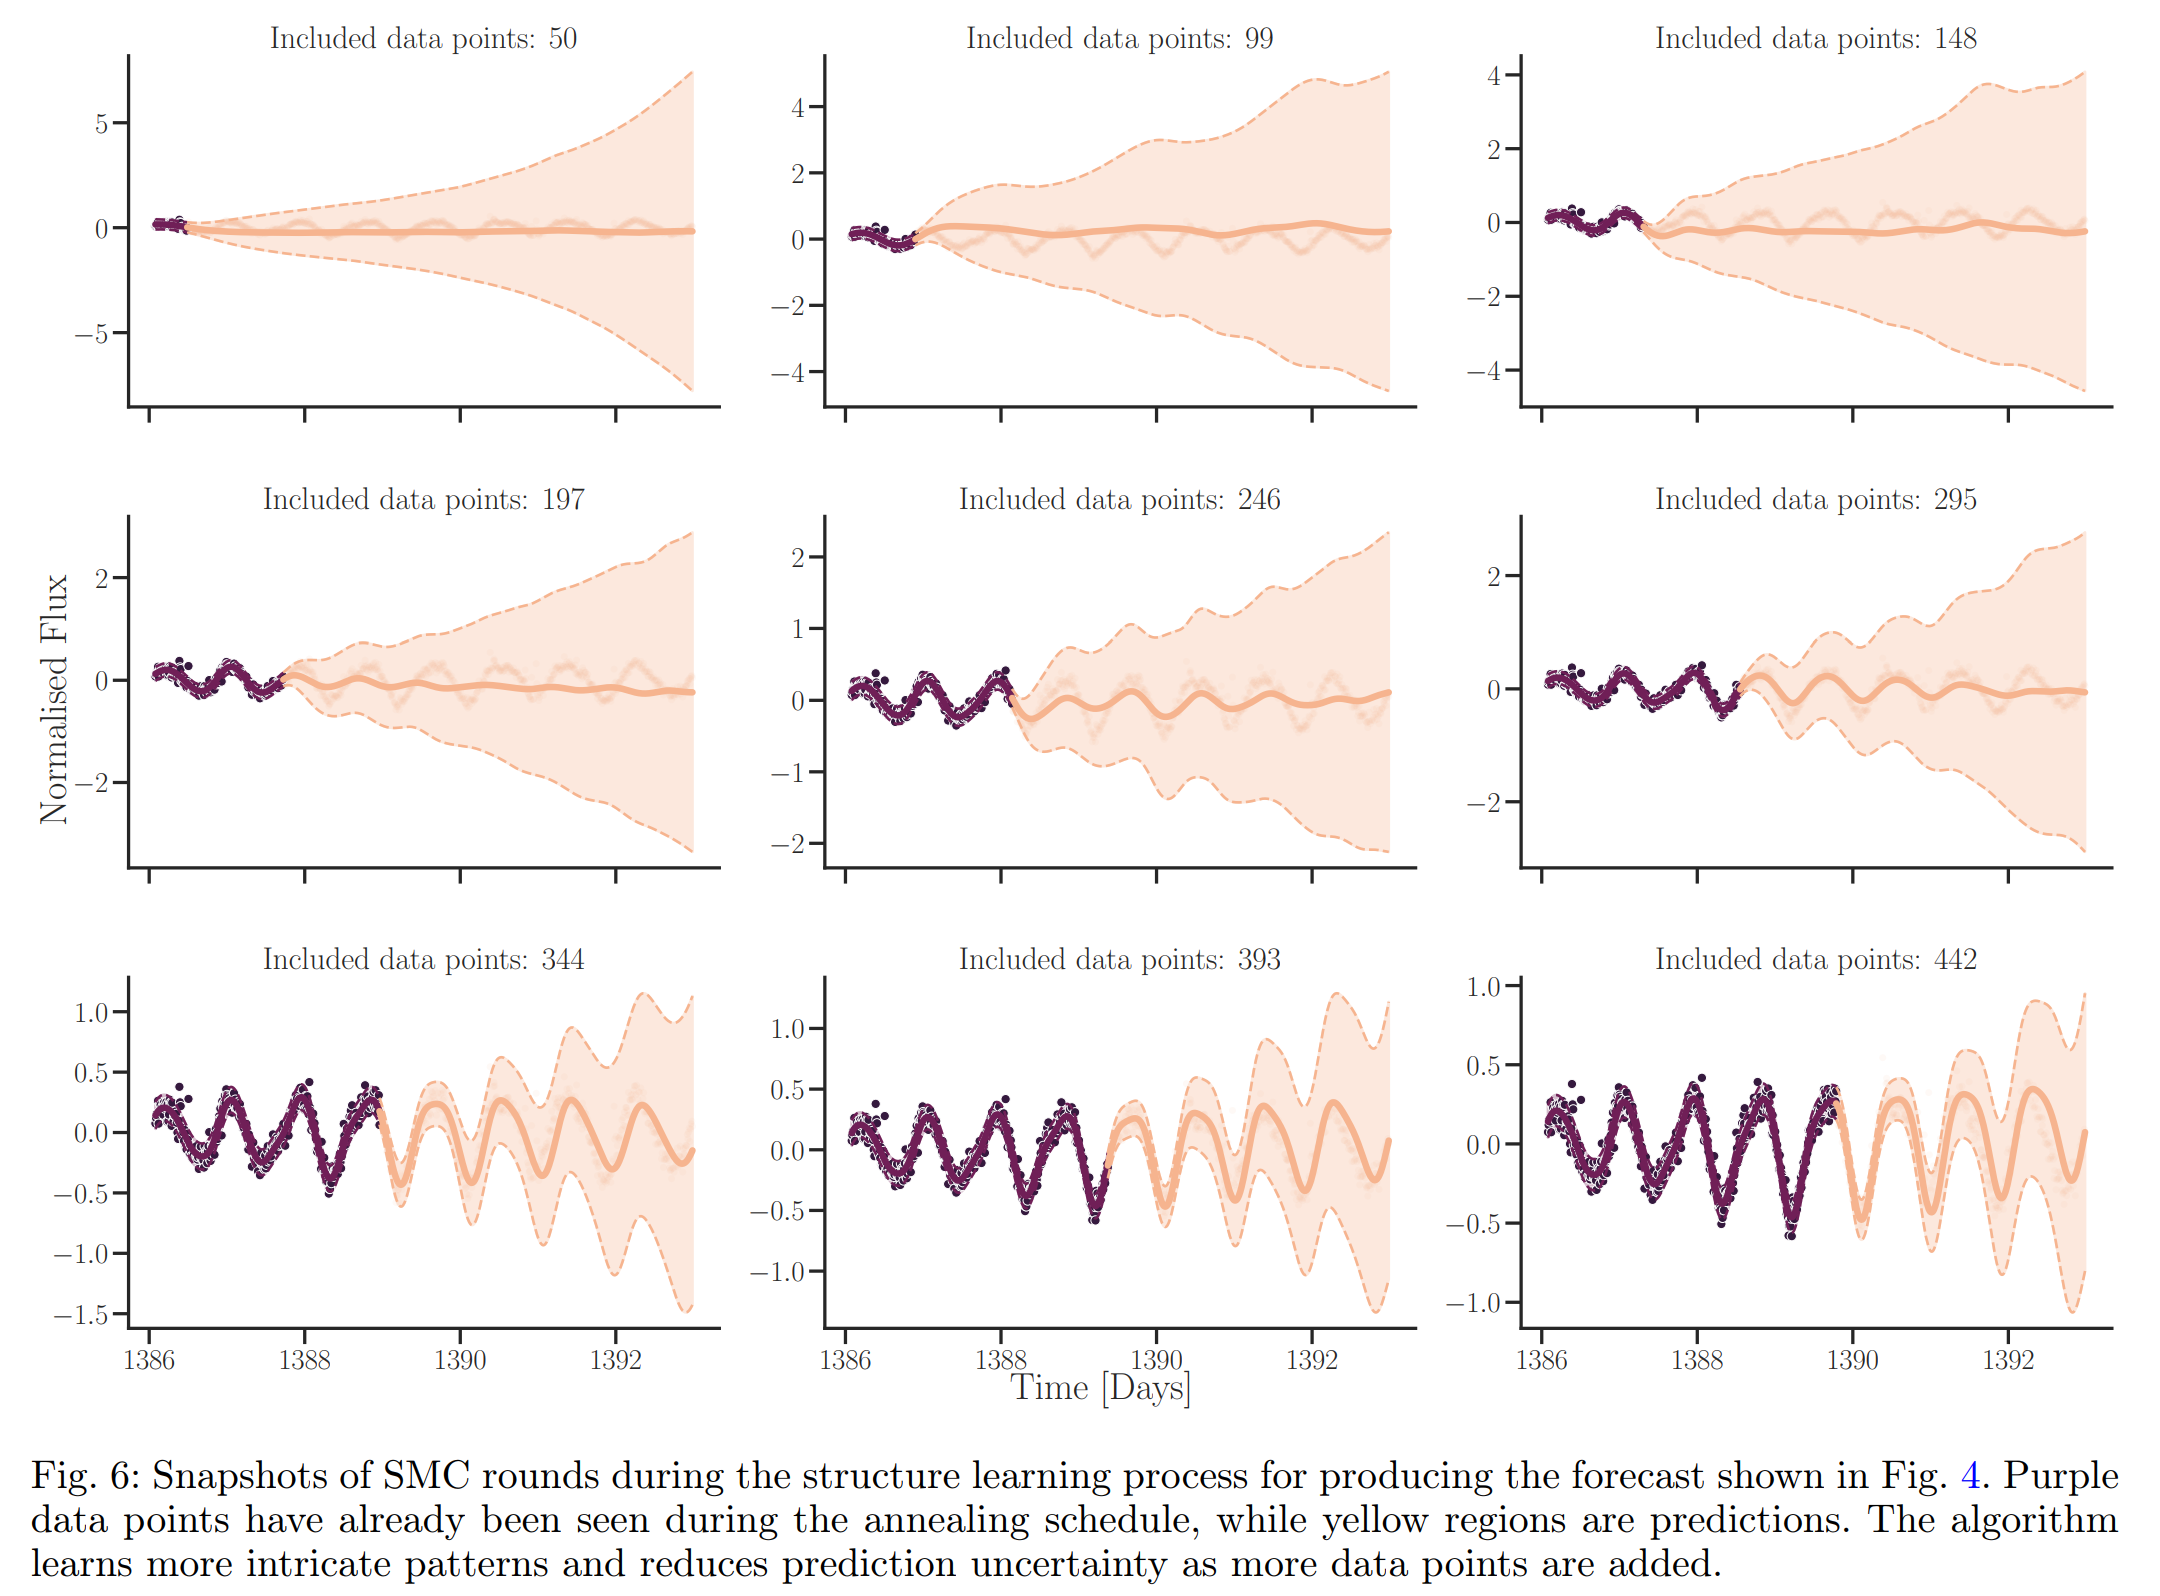 Included data points: 50
Included data points: 99
Included data points: 148
5
0
−5
4
2
0
−2
−4
4
2
0
−2
−4
Included data points: 197
Included data points: 246
Included data points: 295
Normalised Flux
2
0
−2
2
1
0
−1
−2
2
0
−2
Included data points: 344
Included data points: 393
Included data points: 442
1.0
0.5
0.0
−0.5
−1.0
−1.5
1.0
0.5
0.0
−0.5
−1.0
1.0
0.5
0.0
−0.5
−1.0
1386 1388 1390 1392
1386 1388 1390 1392
1386 1388 1390 1392
Time [Days]
Fig. 6: Snapshots of SMC rounds during the structure learning process for producing the forecast shown in Fig. 4. Purple
data points have already been seen during the annealing schedule, while yellow regions are predictions. The algorithm
learns more intricate patterns and reduces prediction uncertainty as more data points are added.